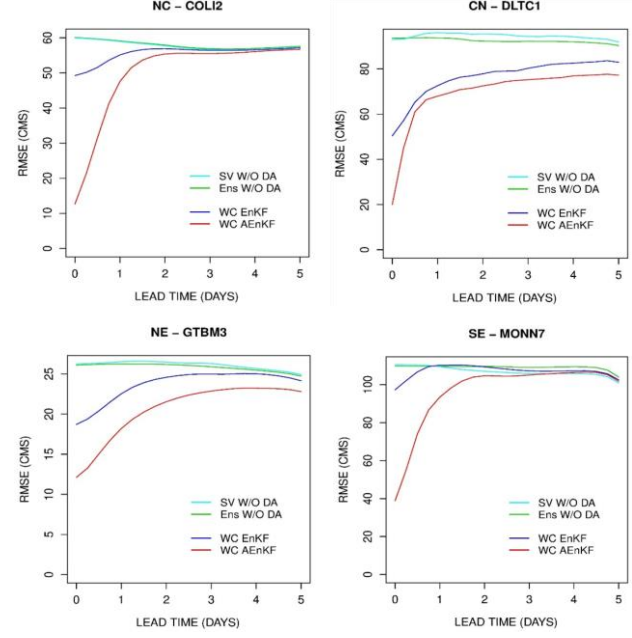 NC – COLI2
RMSE (CMS)
60
50
40
30
20
10
0
SV W/O DA
Ens W/O DA
WC EnKF
WC AEnKF
0 1 2 3 4 5
LEAD TIME (DAYS)
CN – DLTC1
RMSE (CMS)
80
60
40
20
0
SV W/O DA
Ens W/O DA
WC EnKF
WC AEnKF
0 1 2 3 4 5
LEAD TIME (DAYS)
NE – GTBM3
RMSE (CMS)
25
20
15
10
5
0
SV W/O DA
Ens W/O DA
WC EnKF
WC AEnKF
0 1 2 3 4 5
LEAD TIME (DAYS)
SE – MONN7
RMSE (CMS)
100
80
60
40
20
0
SV W/O DA
Ens W/O DA
WC EnKF
WC AEnKF
0 1 2 3 4 5
LEAD TIME (DAYS)